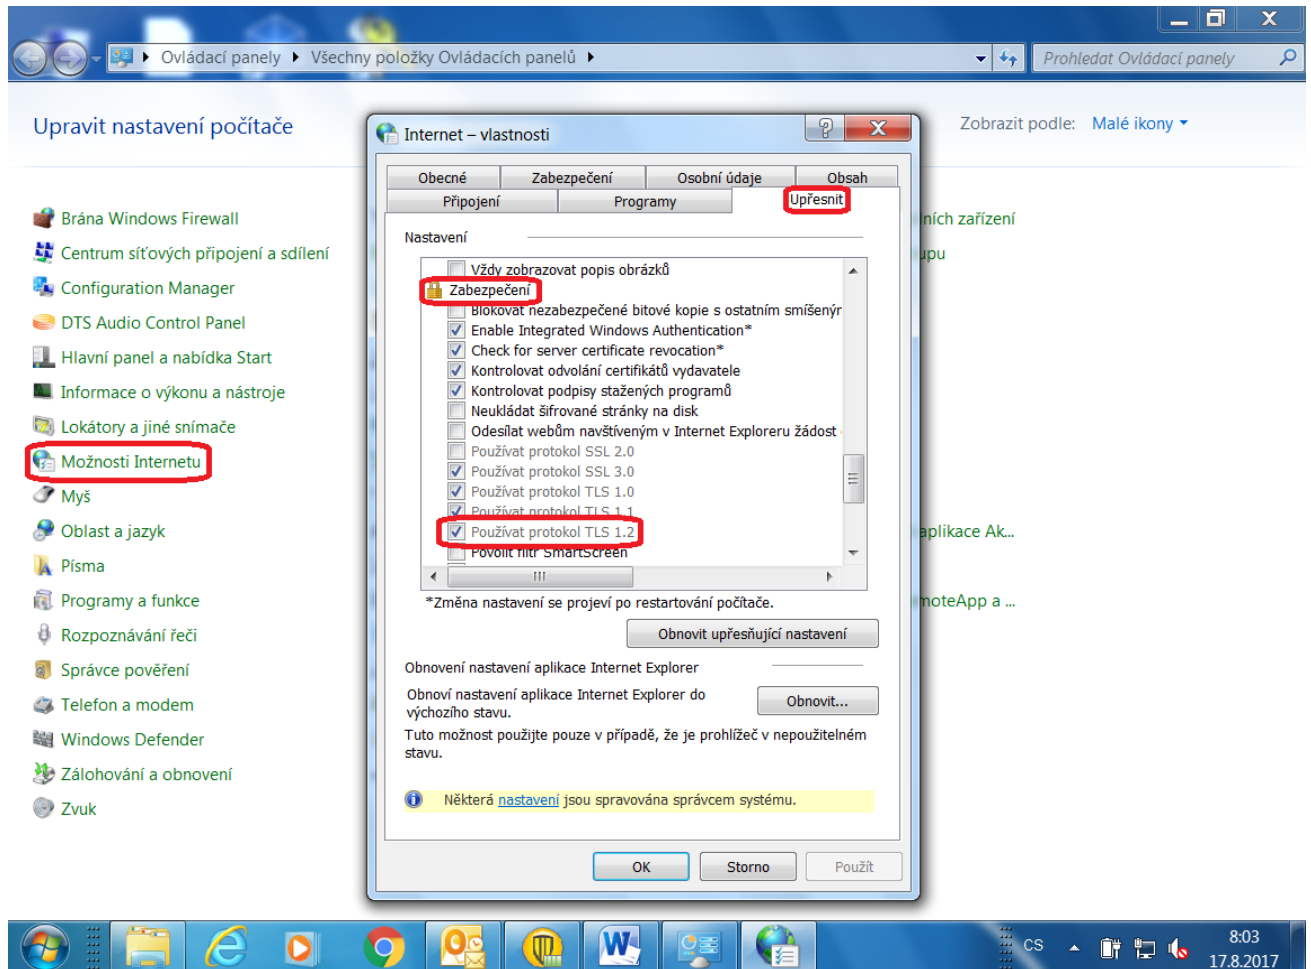 Ovládací panely
Všechny položky Ovládacích panelů
Prohledat Ovládací panely
Upravit nastavení počítače
Zobrazit podle: Malé ikony
Brána Windows Firewall
Centrum síťových připojení a sdílení
Configuration Manager
DTS Audio Control Panel
Hlavní panel a nabídka Start
Informace o výkonu a nástroje
Lokátory a jiné snímače
Možnosti Internetu
Myš
Oblast a jazyk
Písma
Programy a funkce
Rozpoznávání řeči
Správce pověření
Telefon a modem
Windows Defender
Zálohování a obnovení
Zvuk
Internet – vlastnosti
Obecné Zabezpečení Osobní údaje Obsah
Připojení Programy Upřesnit
Nastavení
Vždy zobrazovat popis obrázků
Zabezpečení
Blokovat nezabezpečené bitové kopie s ostatním smíšeným
Enable Integrated Windows Authentication*
Check for server certificate revocation*
Kontrolovat odvolání certifikátů vydavatele
Kontrolovat podpisy stažených programů
Neukládat šifrované stránky na disk
Odesílat webům navštíveným v Internet Exploreru žádost
Používat protokol SSL 2.0
Používat protokol SSL 3.0
Používat protokol TLS 1.0
Používat protokol TLS 1.1
Používat protokol TLS 1.2
Povolit filtr SmartScreen
*Změna nastavení se projeví po restartování počítače.
Obnovit upřesňující nastavení
Obnovení nastavení aplikace Internet Explorer
Obnoví nastavení aplikace Internet Explorer do
výchozího stavu.
Obnovit...
Tuto možnost použijte pouze v případě, že je prohlížeč v nepoužitelném
stavu.
Některá nastavení jsou spravována správcem systému.
OK Storno Použít
ních zařízení
upu
aplikace Ak...
moteApp a ...
CS
8:03
17.8.2017